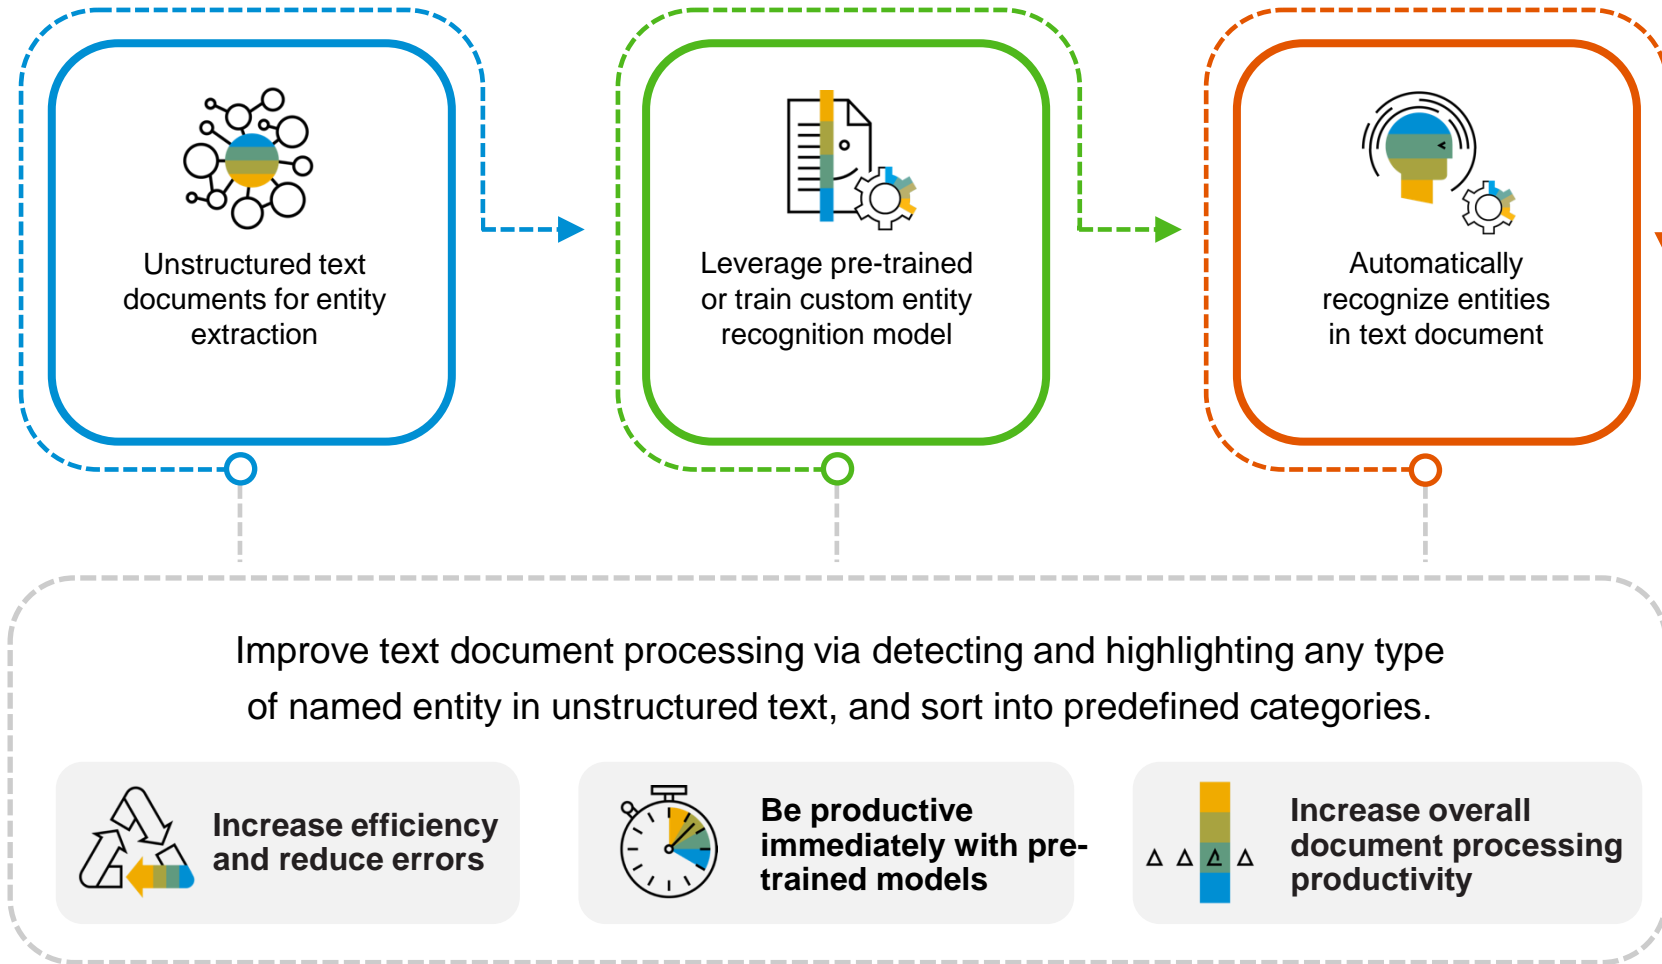 Unstructured text
documents for entity
extraction
Leverage pre-trained
or train custom entity
recognition model
Automatically
recognize entities
in text document
Improve text document processing via detecting and highlighting any type
of named entity in unstructured text, and sort into predefined categories.
Increase efficiency
and reduce errors
Be productive
immediately with pre-
trained models
Increase overall
document processing
productivity